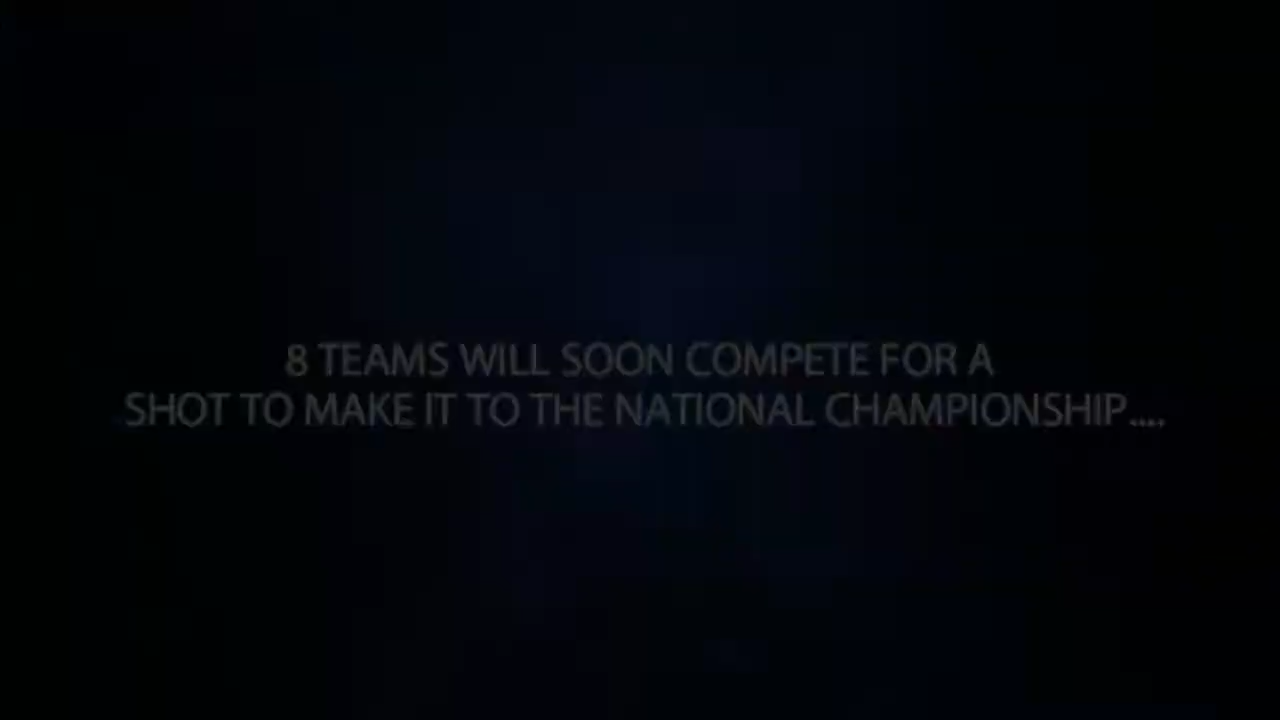 8 TEAMS WILL SOON COMPETE FOR A
SHOT TO MAKE IT TO THE NATIONAL CHAMPIONSHIP....